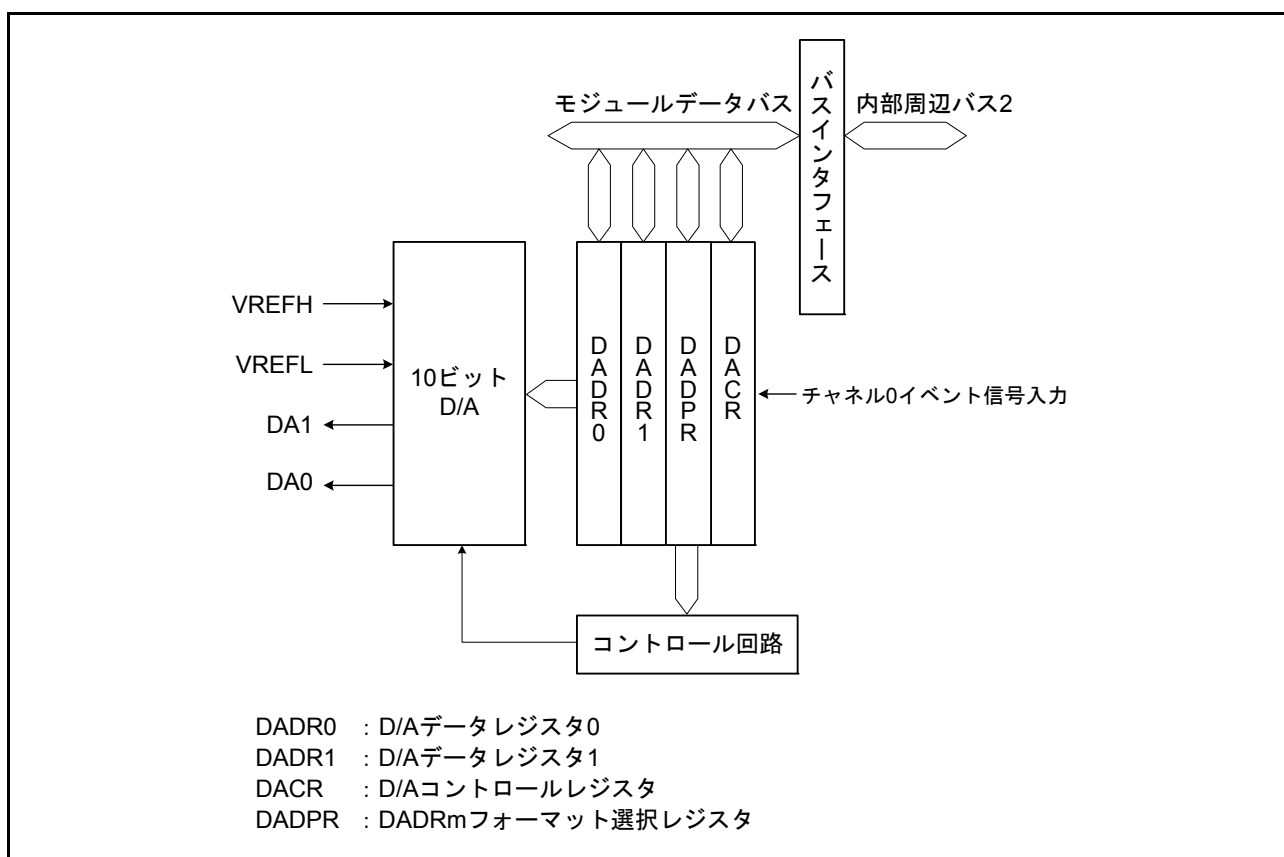 バスインタフェース
モジュールデータバス
内部周辺バス2
VREFH
VREFL
DA1
DA0
10ビット
D/A
DADR0
DADR1
DADPR
DACR
チャネル0イベント信号入力
コントロール回路
DADR0 : D/Aデータレジスタ0
DADR1 : D/Aデータレジスタ1
DACR : D/Aコントロールレジスタ
DADPR : DADRmフォーマット選択レジスタ